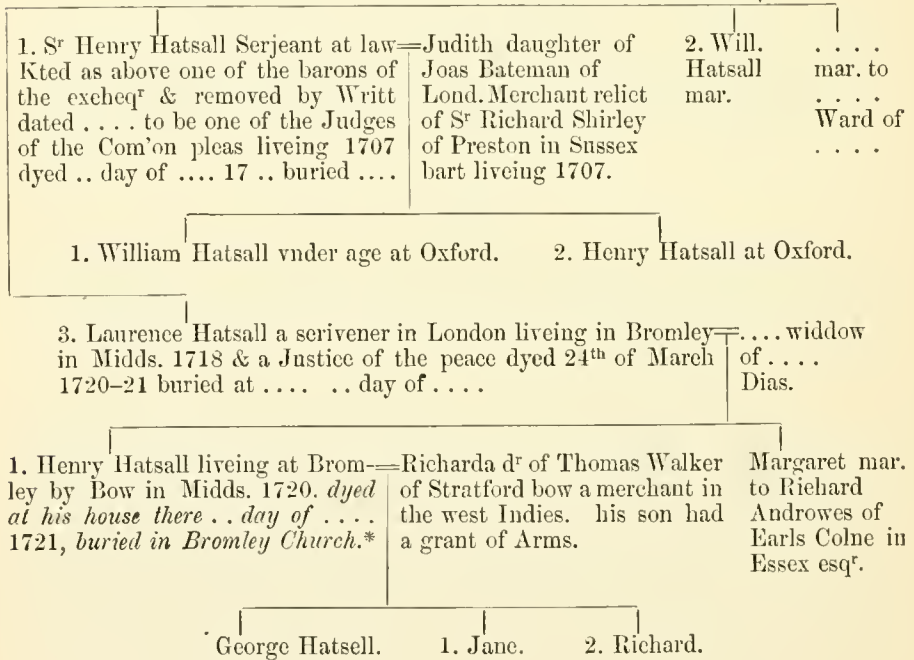 1. Sʳ Henry Hatsall Serjeant at law
Kted as above one of the barons of
the excheqʳ & removed by Writt
dated . . . . to be one of the Judges
of the Com'on pleas liveing 1707
dyed .. day of .... 17 .. buried ....
Judith daughter of
Joas Bateman of
Lond. Merchant relict
of Sʳ Richard Shirley
of Preston in Sussex
bart liveing 1707.
2. Will.
Hatsall
mar.
. . . .
mar. to
. . . .
Ward of
. . . .
1. William Hatsall vnder age at Oxford.
2. Henry Hatsall at Oxford.
3. Laurence Hatsall a scrivener in London liveing in Bromley
in Midds. 1718 & a Justice of the peace dyed 24ᵗʰ of March
1720–21 buried at .... .. day of ....
.... widdow
of ....
Dias.
1. Henry Hatsall liveing at Brom-
ley by Bow in Midds. 1720. dyed
at his house there .. day of ....
1721, buried in Bromley Church.*
Richarda dʳ of Thomas Walker
of Stratford bow a merchant in
the west Indies. his son had
a grant of Arms.
Margaret mar.
to Richard
Androwes of
Earls Colne in
Essex esqʳ.
George Hatsell.
1. Jane.
2. Richard.